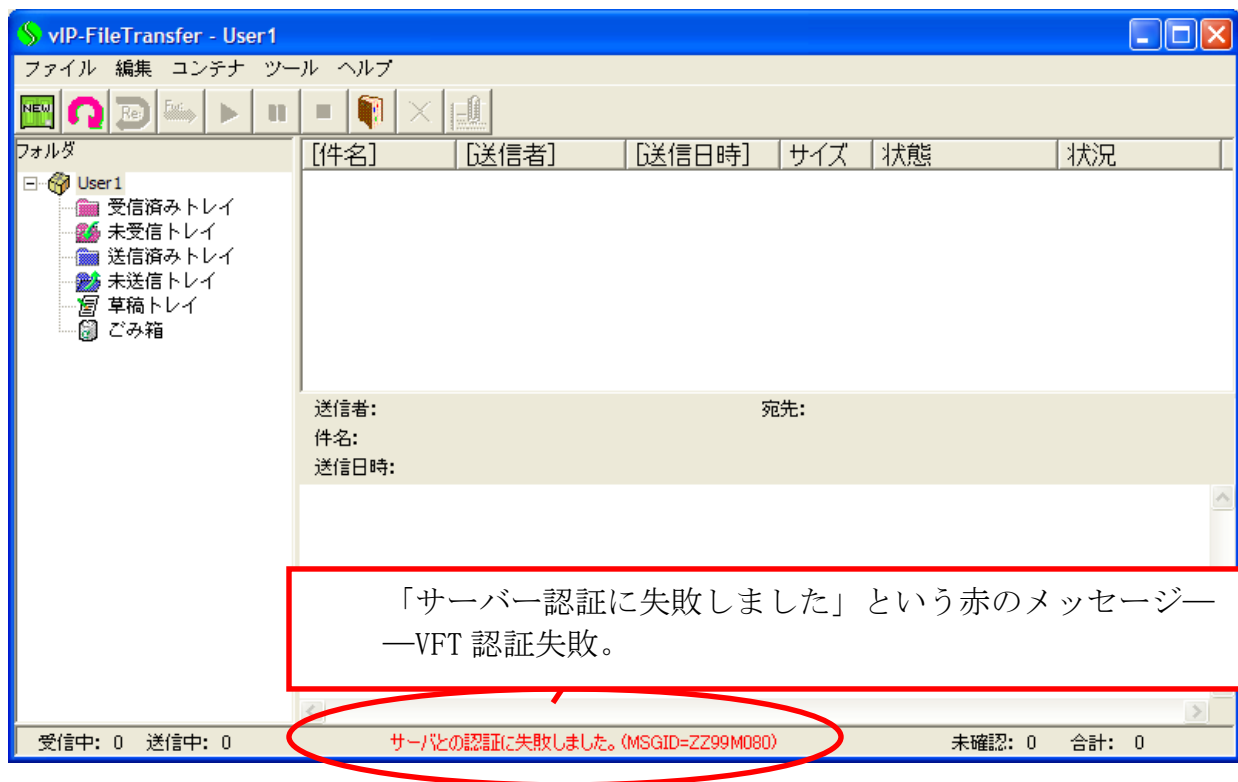 vIP-FileTransfer - User1
ファイル 編集 コンテナ ツール ヘルプ
NEW Re:
フォルダ
[件名] [送信者] [送信日時] サイズ 状態 状況
User1
受信済みトレイ
未受信トレイ
送信済みトレイ
未送信トレイ
草稿トレイ
ごみ箱
送信者: 宛先:
件名:
送信日時:
「サーバー認証に失敗しました」という赤のメッセージ―
―VFT 認証失敗。
受信中: 0 送信中: 0 サーバとの認証に失敗しました。(MSGID=ZZ99M080) 未確認: 0 合計: 0